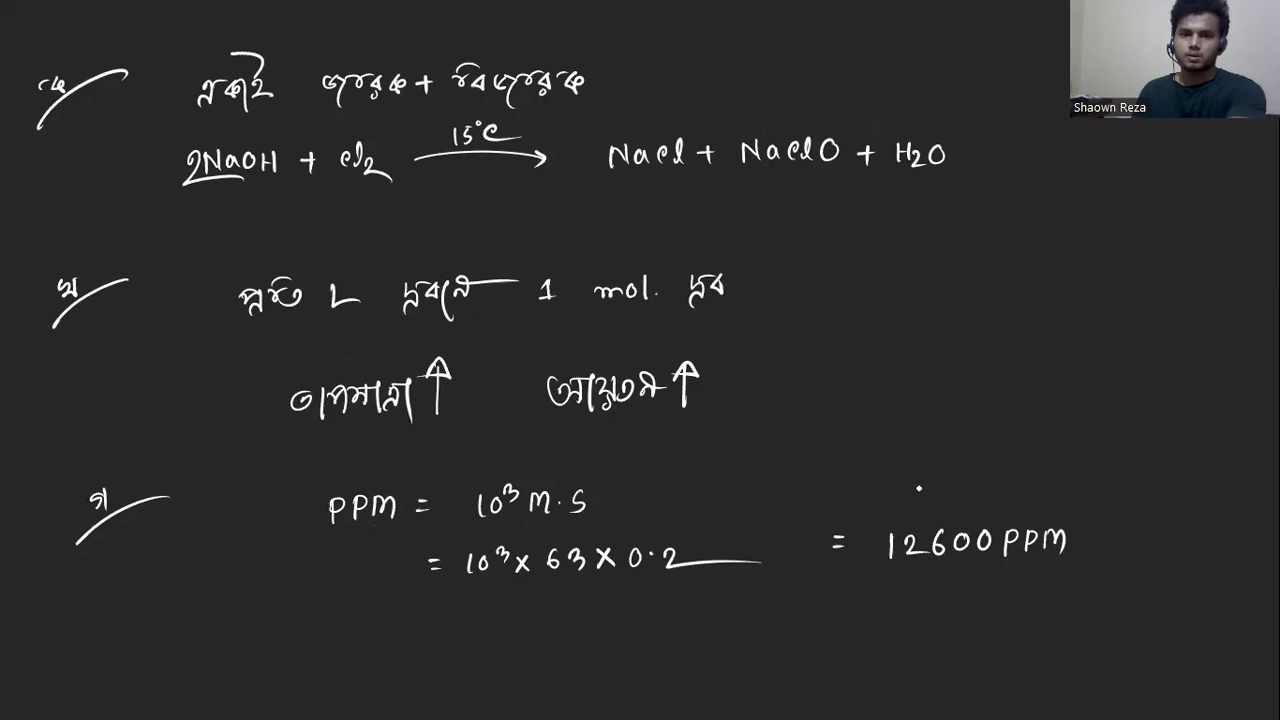 Shaown Reza
ক একই জারক + বিজারক
2NaOH + Cl2 15°C → NaCl + NaClO + H2O
খ প্রতি L দ্রবনে 1 mol. দ্রব
তাপমাত্রা ↑ আয়তন ↑
গ PPM = 10³ M.S
= 10³ × 63 × 0.2 = 12600 PPM